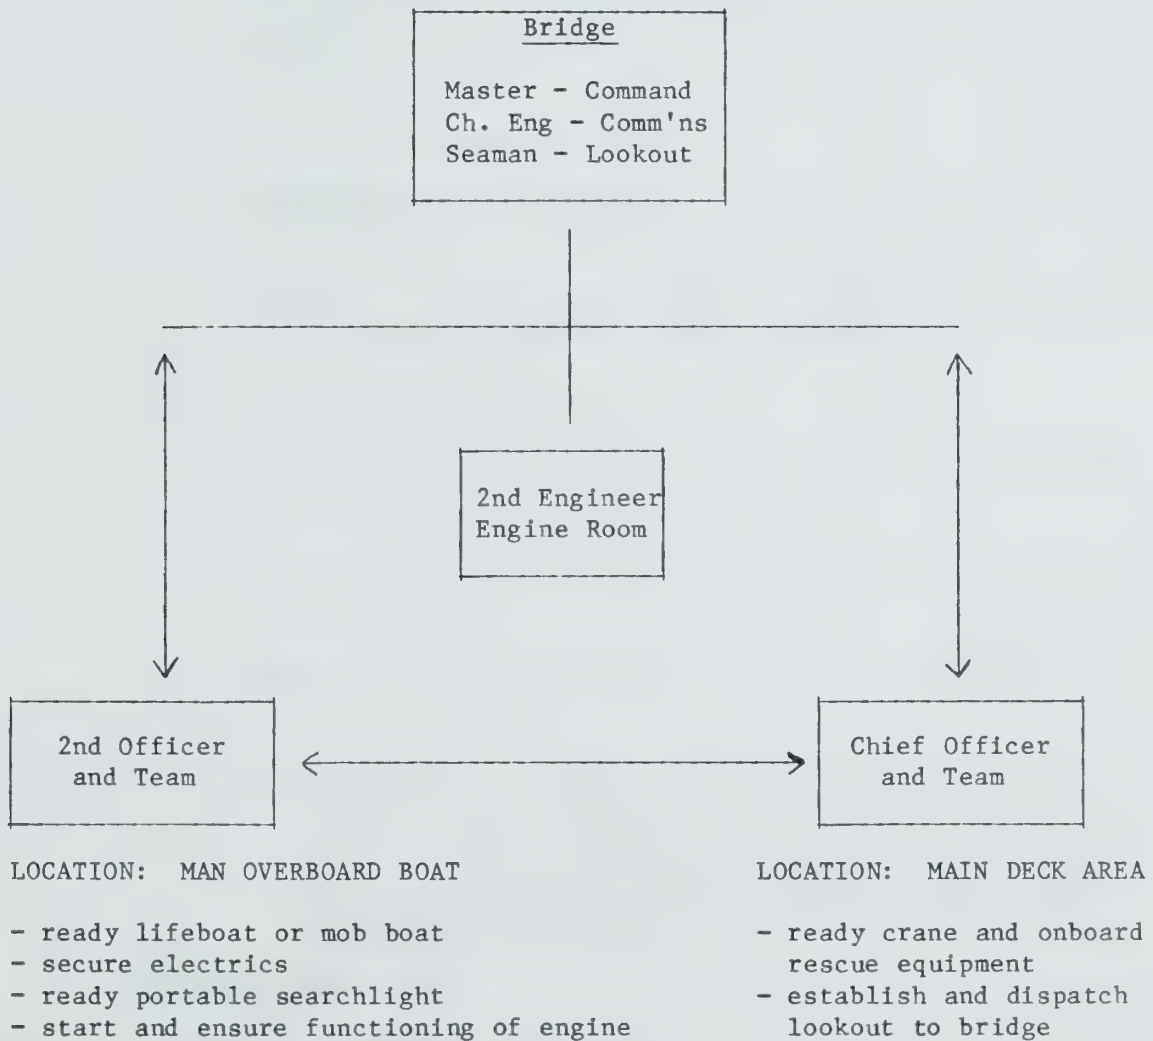 Bridge
Master - Command
Ch. Eng - Comm'ns
Seaman - Lookout
2nd Engineer
Engine Room
2nd Officer
and Team
Chief Officer
and Team
LOCATION: MAN OVERBOARD BOAT
- ready lifeboat or mob boat
- secure electrics
- ready portable searchlight
- start and ensure functioning of engine
LOCATION: MAIN DECK AREA
- ready crane and onboard
rescue equipment
- establish and dispatch
lookout to bridge